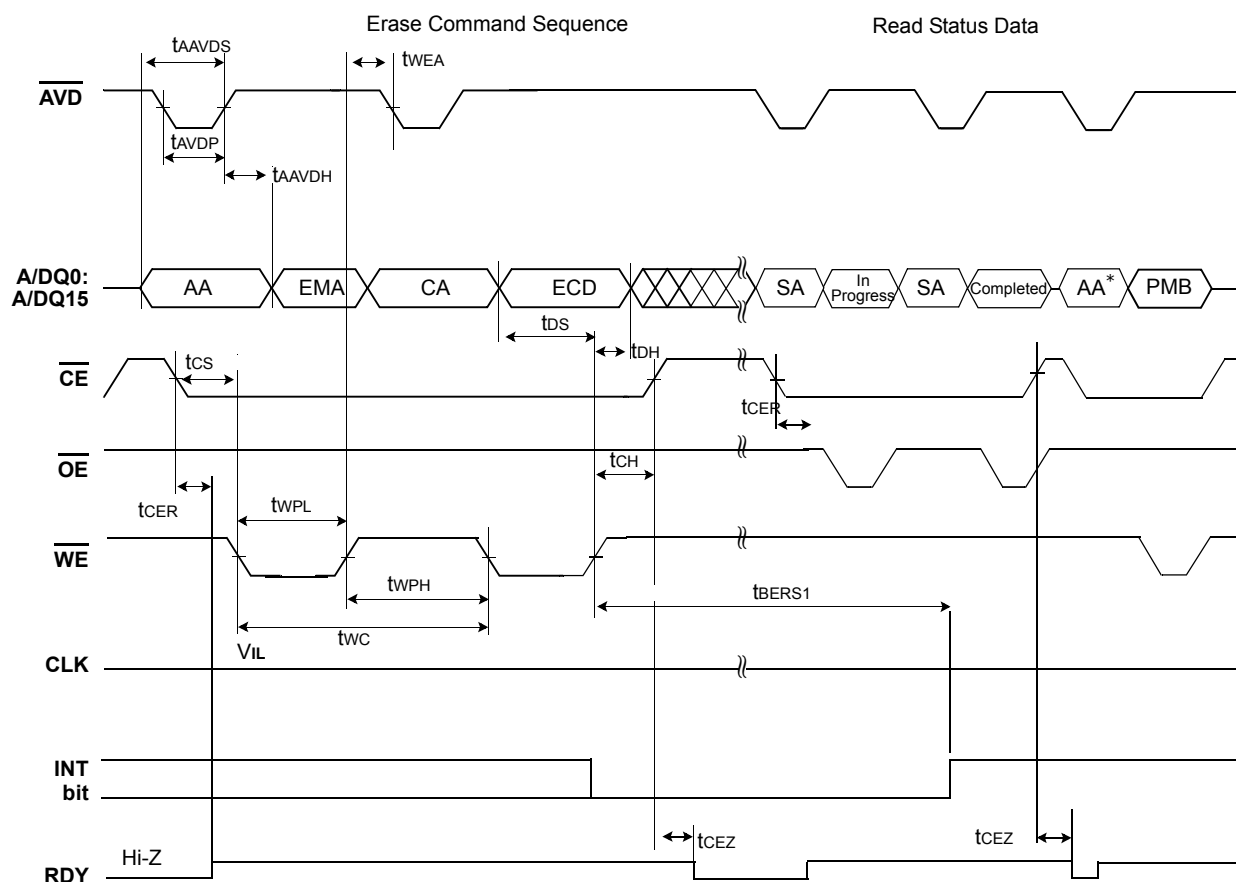 Erase Command Sequence
Read Status Data
tAAVDS
tWEA
AVD
tAVDP
tAAVDH
A/DQ0:
A/DQ15
AA
EMA
CA
ECD
SA
In
Progress
SA
Completed
AA*
PMB
tDS
tDH
tCS
CE
tCER
OE
tCH
tCER
tWPL
WE
tWPH
tBERS1
tWC
VIL
CLK
INT
bit
tCEZ
tCEZ
Hi-Z
RDY